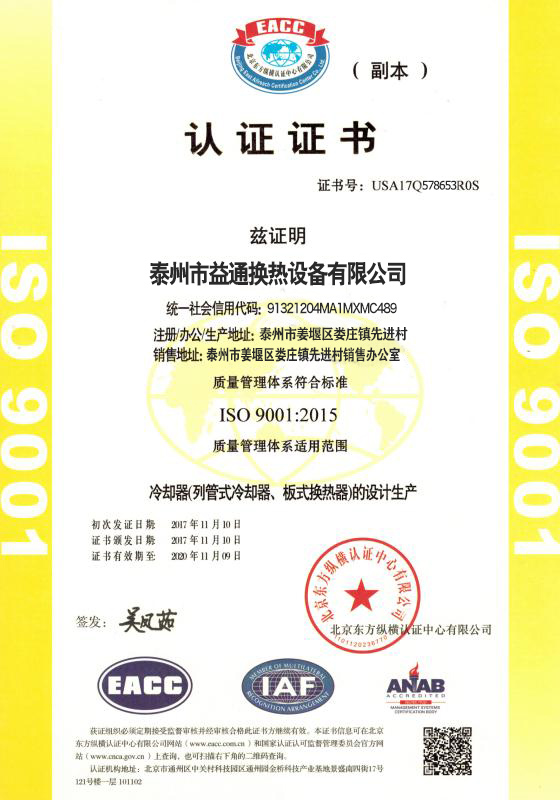 EACC
北京东方纵横认证中心有限公司
Beijing East Allreach Certification Center Co., Ltd.
（副本）
认证证书
证书号：USA17Q578653R0S
兹证明
泰州市益通换热设备有限公司
统一社会信用代码：91321204MA1MXMC489
注册/办公/生产地址：泰州市姜堰区娄庄镇先进村
销售地址：泰州市姜堰区娄庄镇先进村销售办公室
质量管理体系符合标准
ISO 9001:2015
质量管理体系适用范围
冷却器(列管式冷却器、板式换热器)的设计生产
初次发证日期: 2017年11月10日
证书颁发日期: 2017年11月10日
证书有效期至: 2020年11月09日
签发：吴凤茹
北京东方纵横认证中心有限公司
1101120236770
北京东方纵横认证中心有限公司
EACC
MEMBER OF MULTILATERAL
IAF
RECOGNITION ARRANGEMENT
ANAB
ACCREDITED
MANAGEMENT SYSTEMS
CERTIFICATION BODY
获证组织必须定期接受监督审核并经审核合格此证书方继续有效。本证书信息可在北京
东方纵横认证中心有限公司网站（www.eacc.com.cn）和国家认证认可监督管理委员会官方网
站（www.cnca.gov.cn）上查询，也可扫描右下角的二维码查询。
认证机构地址：北京市通州区中关村科技园区通州园金桥科技产业基地景盛南四街17号
121号楼一层 101102
ISO 9001
ISO 9001